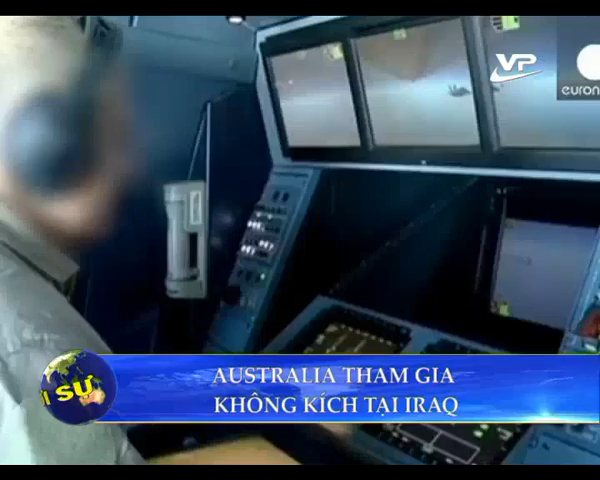 VP
euron
I SỰ
AUSTRALIA THAM GIA
KHÔNG KÍCH TẠI IRAQ